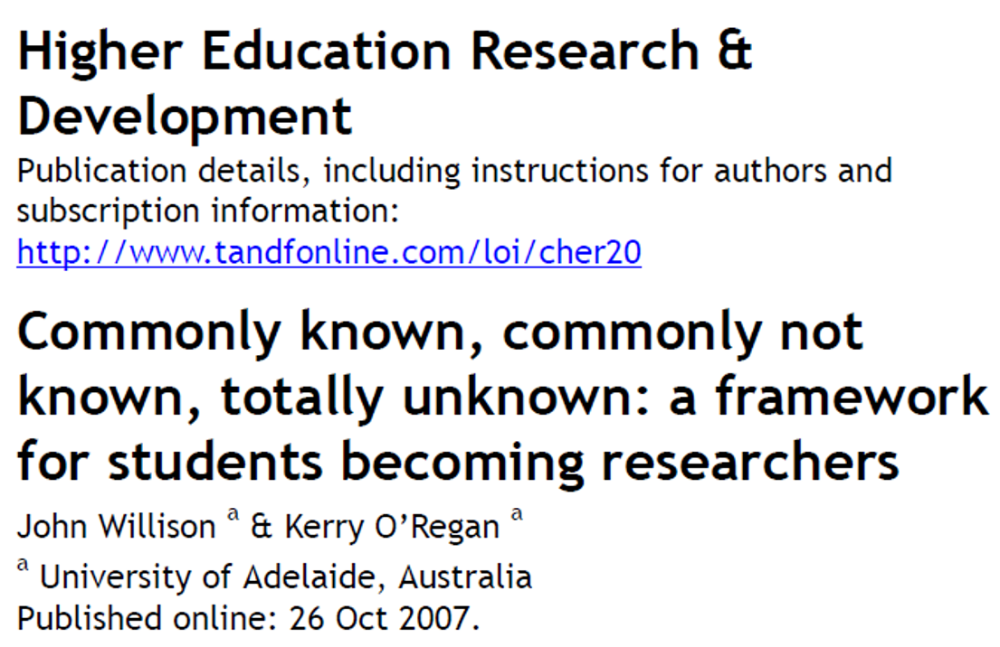 Higher Education Research &
Development
Publication details, including instructions for authors and
subscription information:
http://www.tandfonline.com/loi/cher20
Commonly known, commonly not
known, totally unknown: a framework
for students becoming researchers
John Willison a & Kerry O’Regan a
a University of Adelaide, Australia
Published online: 26 Oct 2007.